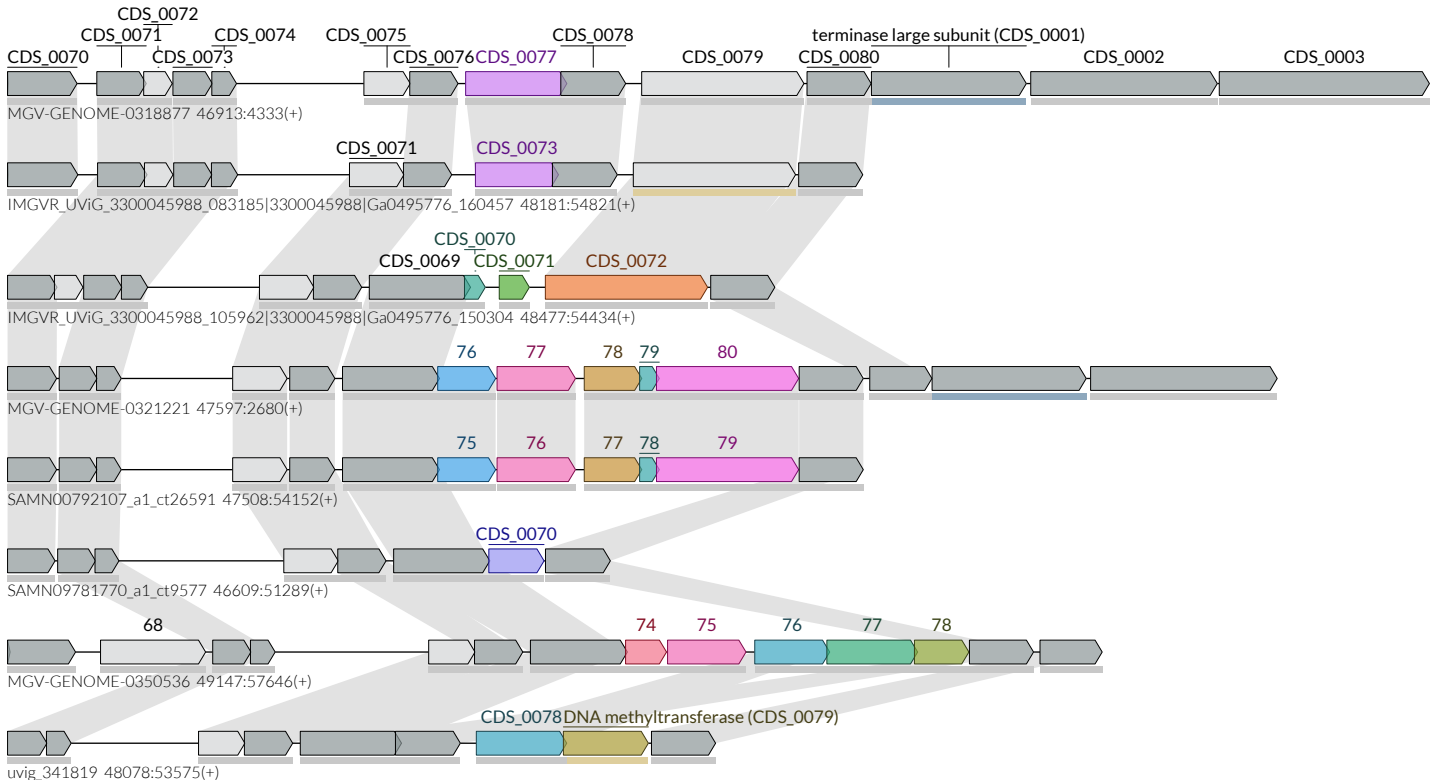 CDS_0072
CDS_0071 CDS_0074 CDS_0075 CDS_0078 terminase large subunit (CDS_0001)
CDS_0070 CDS_0073 CDS_0076 CDS_0077 CDS_0079 CDS_0080 CDS_0002 CDS_0003
MGV-GENOME-0318877 46913:4333(+)
CDS_0071 CDS_0073
IMGVR_UViG_3300045988_083185|3300045988|Ga0495776_160457 48181:54821(+)
CDS_0070
CDS_0069 CDS_0071 CDS_0072
IMGVR_UViG_3300045988_105962|3300045988|Ga0495776_150304 48477:54434(+)
76 77 78 79 80
MGV-GENOME-0321221 47597:2680(+)
75 76 77 78 79
SAMN00792107_a1_ct26591 47508:54152(+)
CDS_0070
SAMN09781770_a1_ct9577 46609:51289(+)
68 74 75 76 77 78
MGV-GENOME-0350536 49147:57646(+)
CDS_0078 DNA methyltransferase (CDS_0079)
uvig_341819 48078:53575(+)